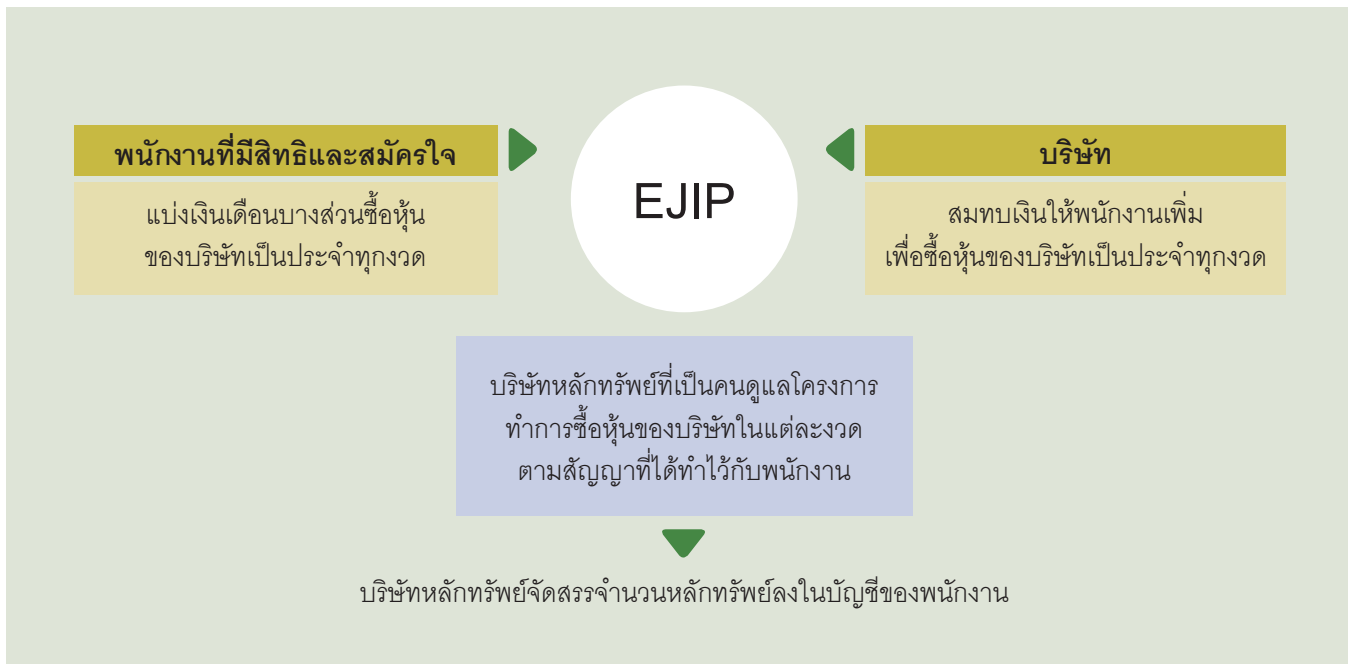 พนักงานที่มีสิทธิและสมัครใจ
แบ่งเงินเดือนบางส่วนซื้อหุ้น
ของบริษัทเป็นประจำทุกงวด
EJIP
บริษัท
สมทบเงินให้พนักงานเพิ่ม
เพื่อซื้อหุ้นของบริษัทเป็นประจำทุกงวด
บริษัทหลักทรัพย์ที่เป็นคนดูแลโครงการ
ทำการซื้อหุ้นของบริษัทในแต่ละงวด
ตามสัญญาที่ได้ทำไว้กับพนักงาน
บริษัทหลักทรัพย์จัดสรรจำนวนหลักทรัพย์ลงในบัญชีของพนักงาน